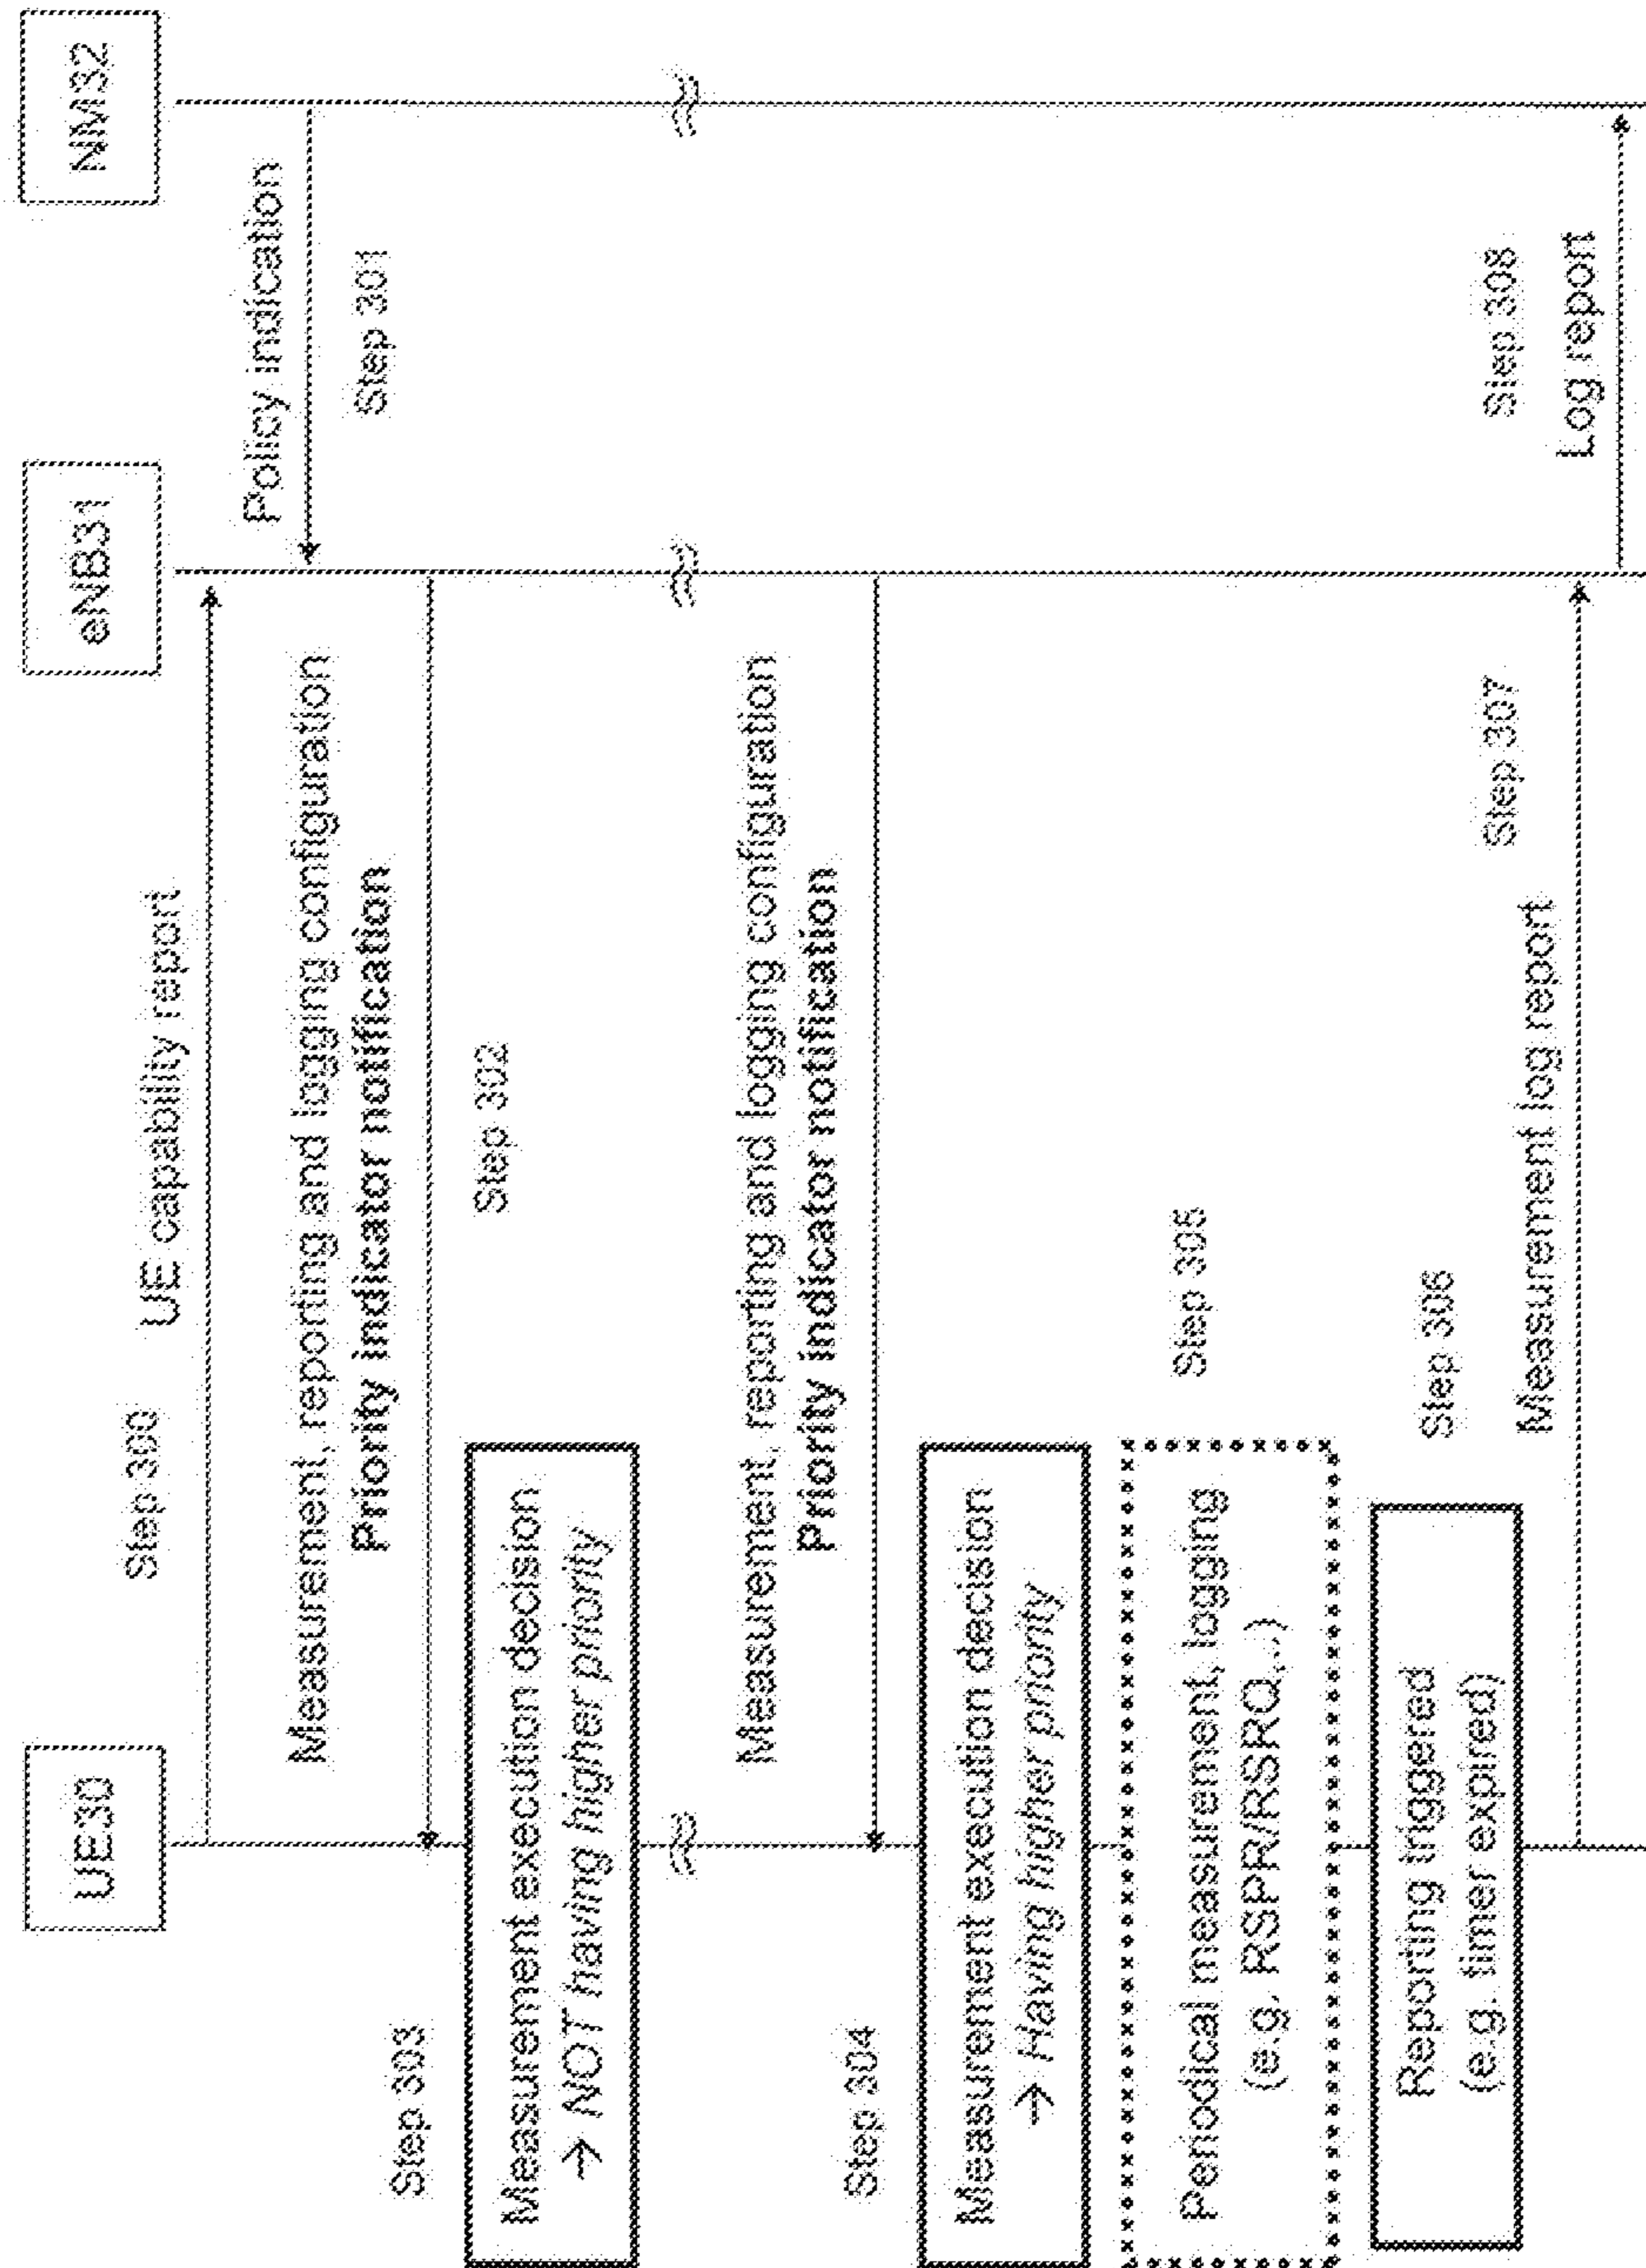 UE30
eNB31
NM32
Step 300
UE capability report
Policy indication
Step 301
Measurement, reporting and logging configuration
Priority indicator notification
Step 302
Step 303
Measurement execution decision
→ NOT having higher priority
Measurement, reporting and logging configuration
Priority indicator notification
Step 304
Measurement execution decision
→ Having higher priority
Step 305
Periodical measurement, logging
(e.g. RSPR/RSRQ,..)
Step 306
Reporting triggered
(e.g. timer expired)
Step 307
Measurement log report
Step 308
Log report